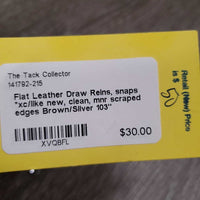 The Tack Collector
141792-215
Flat Leather Draw Reins, snaps
"xc/like new, clean, mnr scraped
edges Brown/Silver 103"
$30.00
XVQBFL
Retail (New) Price
is $ 50